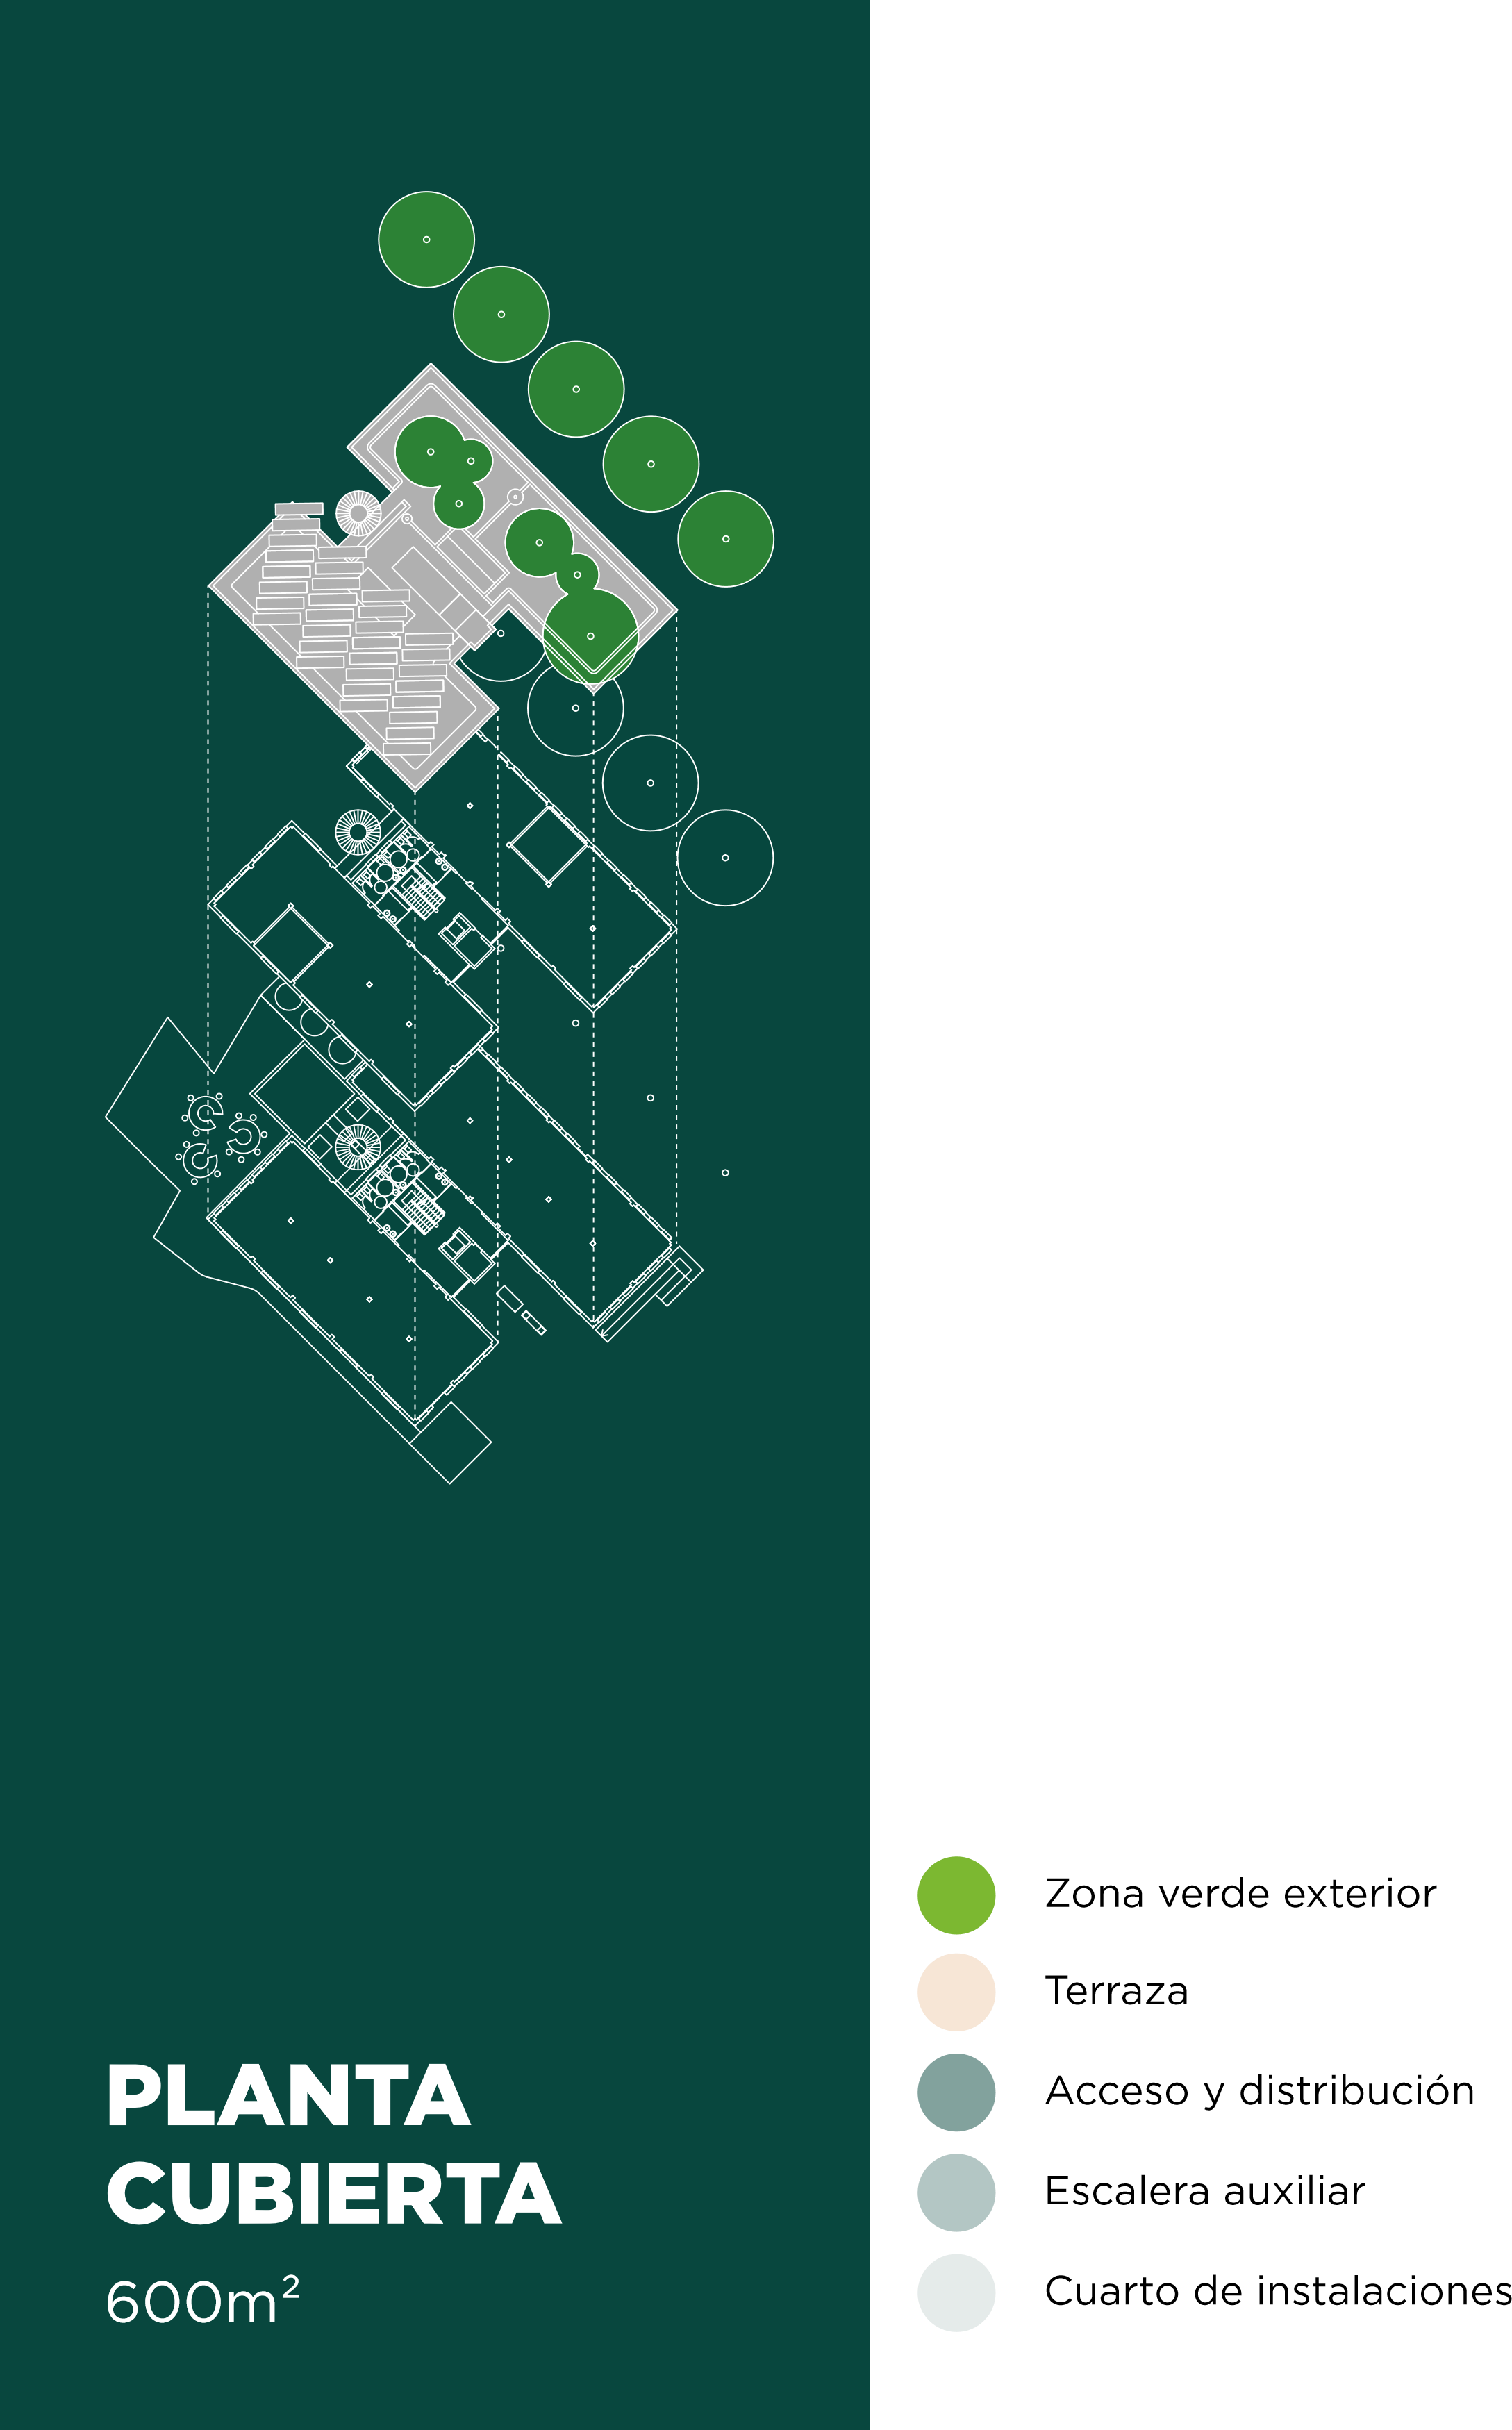 PLANTA
CUBIERTA
600m²
Zona verde exterior
Terraza
Acceso y distribución
Escalera auxiliar
Cuarto de instalaciones